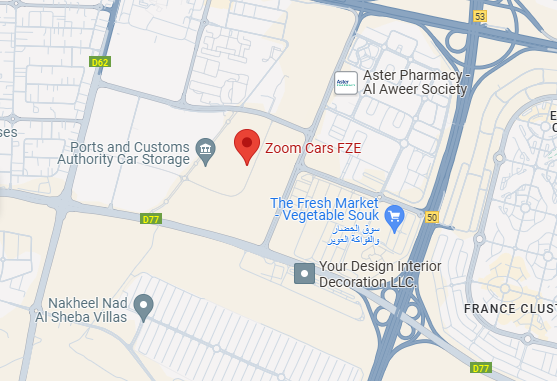 53
D62
Aster
Aster Pharmacy -
Al Aweer Society
Ports and Customs
Authority Car Storage
Zoom Cars FZE
The Fresh Market
- Vegetable Souk
سوق الخضار
والفواكة العوير
50
D77
Your Design Interior
Decoration LLC
Nakheel Nad
Al Sheba Villas
FRANCE CLUST
D77